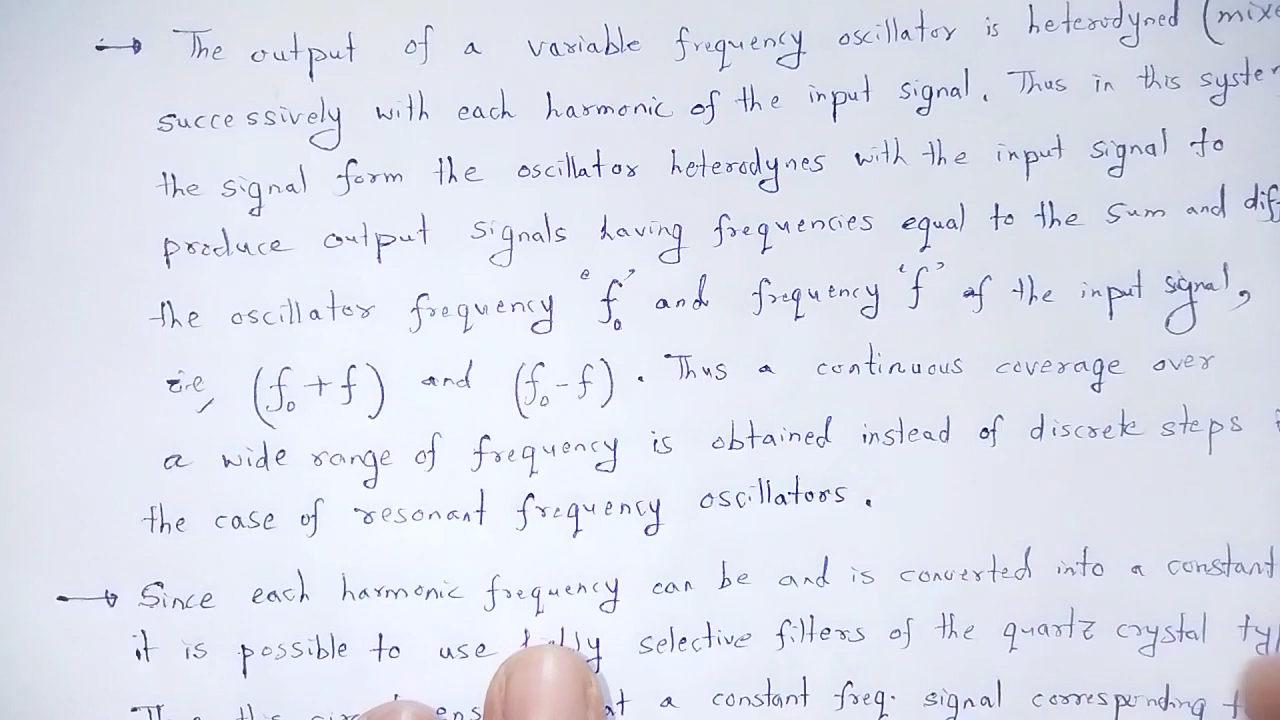 → The output of a variable frequency oscillator is heterodyned (mixe
successively with each harmonic of the input signal. Thus in this syster
the signal form the oscillator heterodynes with the input signal to
produce output signals having frequencies equal to the sum and dif
the oscillator frequency 'f₀' and frequency 'f' of the input signal,
ie, (f₀ + f) and (f₀ - f). Thus a continuous coverage over
a wide range of frequency is obtained instead of discrete steps
the case of resonant frequency oscillators.
→ Since each harmonic frequency can be and is converted into a constant
it is possible to use selective filters of the quartz crystal ty
a constant freq. signal corresponding